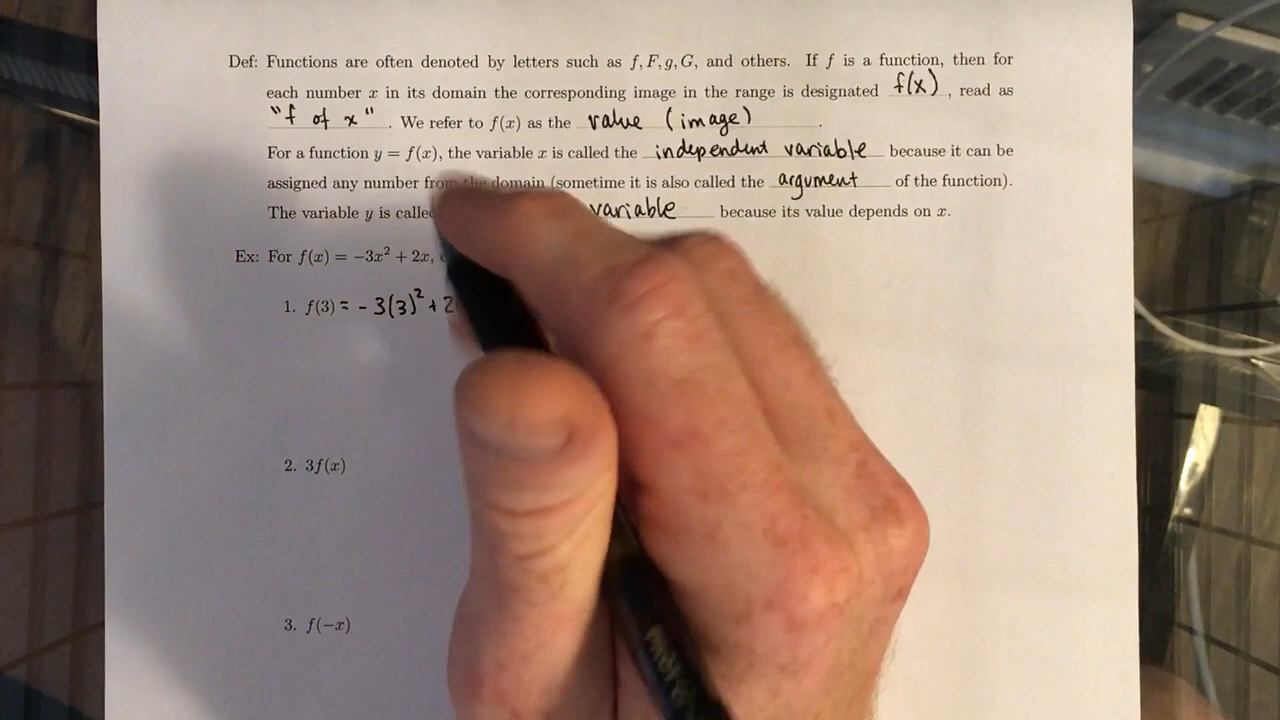 Def: Functions are often denoted by letters such as f, F, g, G, and others. If f is a function, then for
each number x in its domain the corresponding image in the range is designated f(x), read as
"f of x". We refer to f(x) as the value (image).
For a function y = f(x), the variable x is called the independent variable because it can be
assigned any number from the domain (sometime it is also called the argument of the function).
The variable y is called variable because its value depends on x.
Ex: For f(x) = −3x² + 2x,
1. f(3) = - 3(3)² + 2
2. 3f(x)
3. f(−x)